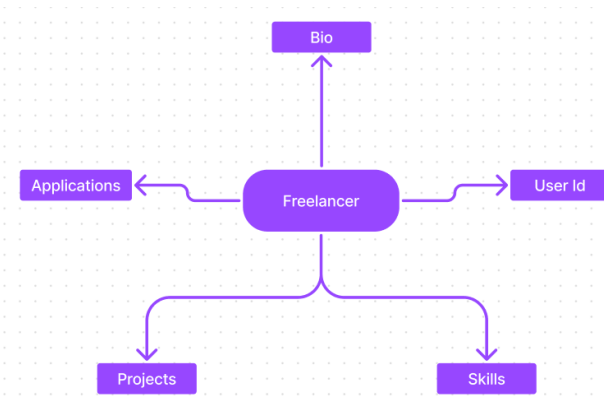 Bio
Applications
Freelancer
User Id
Projects
Skills